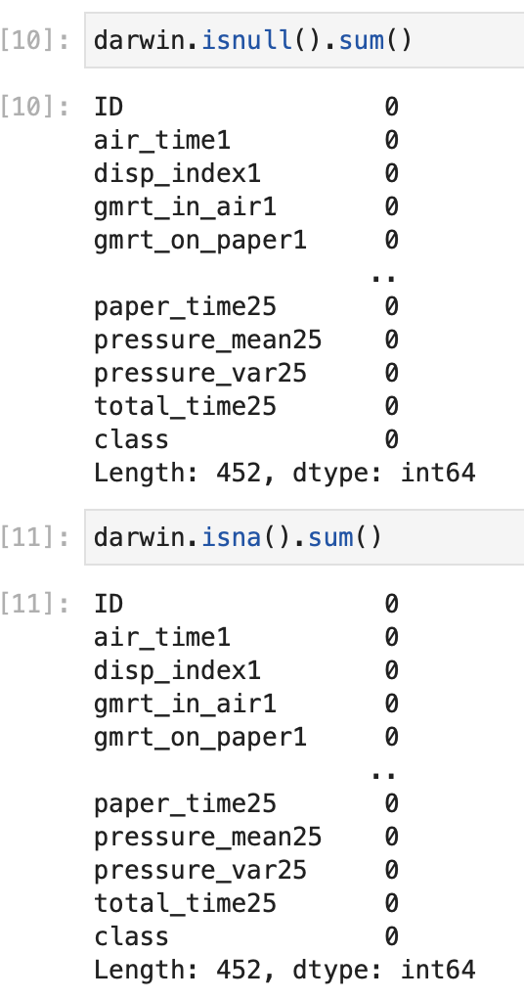 [10]: darwin.isnull().sum()
[10]: ID 0
air_time1 0
disp_index1 0
gmrt_in_air1 0
gmrt_on_paper1 0
..
paper_time25 0
pressure_mean25 0
pressure_var25 0
total_time25 0
class 0
Length: 452, dtype: int64
[11]: darwin.isna().sum()
[11]: ID 0
air_time1 0
disp_index1 0
gmrt_in_air1 0
gmrt_on_paper1 0
..
paper_time25 0
pressure_mean25 0
pressure_var25 0
total_time25 0
class 0
Length: 452, dtype: int64